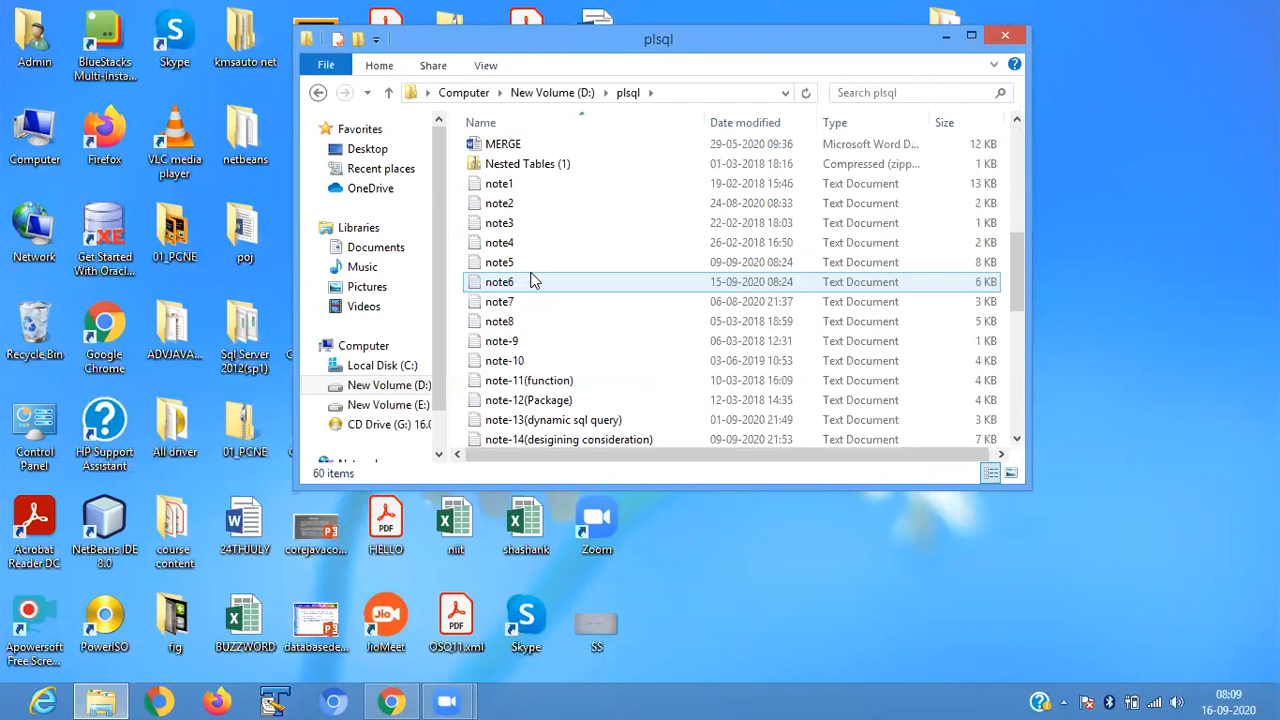 Admin
BlueStacks
Multi-Insta...
Skype
kmsauto net
Computer
Firefox
VLC media
player
netbeans
Network
Get Started
With Oracl...
01_PCNE
poj
Recycle Bin
Google
Chrome
ADVJAVA...
Sql Server
2012(sp1)
Control
Panel
HP Support
Assistant
All driver
01_PCNE
Acrobat
Reader DC
NetBeans IDE
8.0
course
content
24THJULY
corejavaco...
HELLO
niit
shashank
Zoom
Apowersoft
Free Scre...
PowerISO
fig
BUZZWORD
databasede...
JioMeet
OSQ11.xml
Skype
SS
plsql
File Home Share View
Computer New Volume (D:) plsql
Search plsql
Favorites
Desktop
Recent places
OneDrive
Libraries
Documents
Music
Pictures
Videos
Computer
Local Disk (C:)
New Volume (D:)
New Volume (E:)
CD Drive (G:) 16.0
Name Date modified Type Size
MERGE 29-05-2020 09:36 Microsoft Word D... 12 KB
Nested Tables (1) 18:16 Compressed (zipp... 1 KB
note1 19-02-2018 15:46 Text Document 13 KB
note2 24-08-2020 08:33 Text Document 2 KB
note3 22-02-2018 18:03 Text Document 1 KB
note4 26-02-2018 16:50 Text Document 2 KB
note5 09-09-2020 08:24 Text Document 8 KB
note6 15-09-2020 08:24 Text Document 6 KB
note7 06-08-2020 21:37 Text Document 3 KB
note8 05-03-2018 18:59 Text Document 5 KB
note-9 06-03-2018 12:31 Text Document 1 KB
note-10 03-06-2018 Text Document 4 KB
note-11(function) 10-03-2018 16:09 Text Document 4 KB
note-12(Package) 12-03-2018 14:35 Text Document 4 KB
note-13(dynamic sql query) 01-09-2020 21:49 Text Document 3 KB
note-14(desigining consideration) 09-09-2020 21:53 Text Document 7 KB
60 items
08:09
16-09-2020